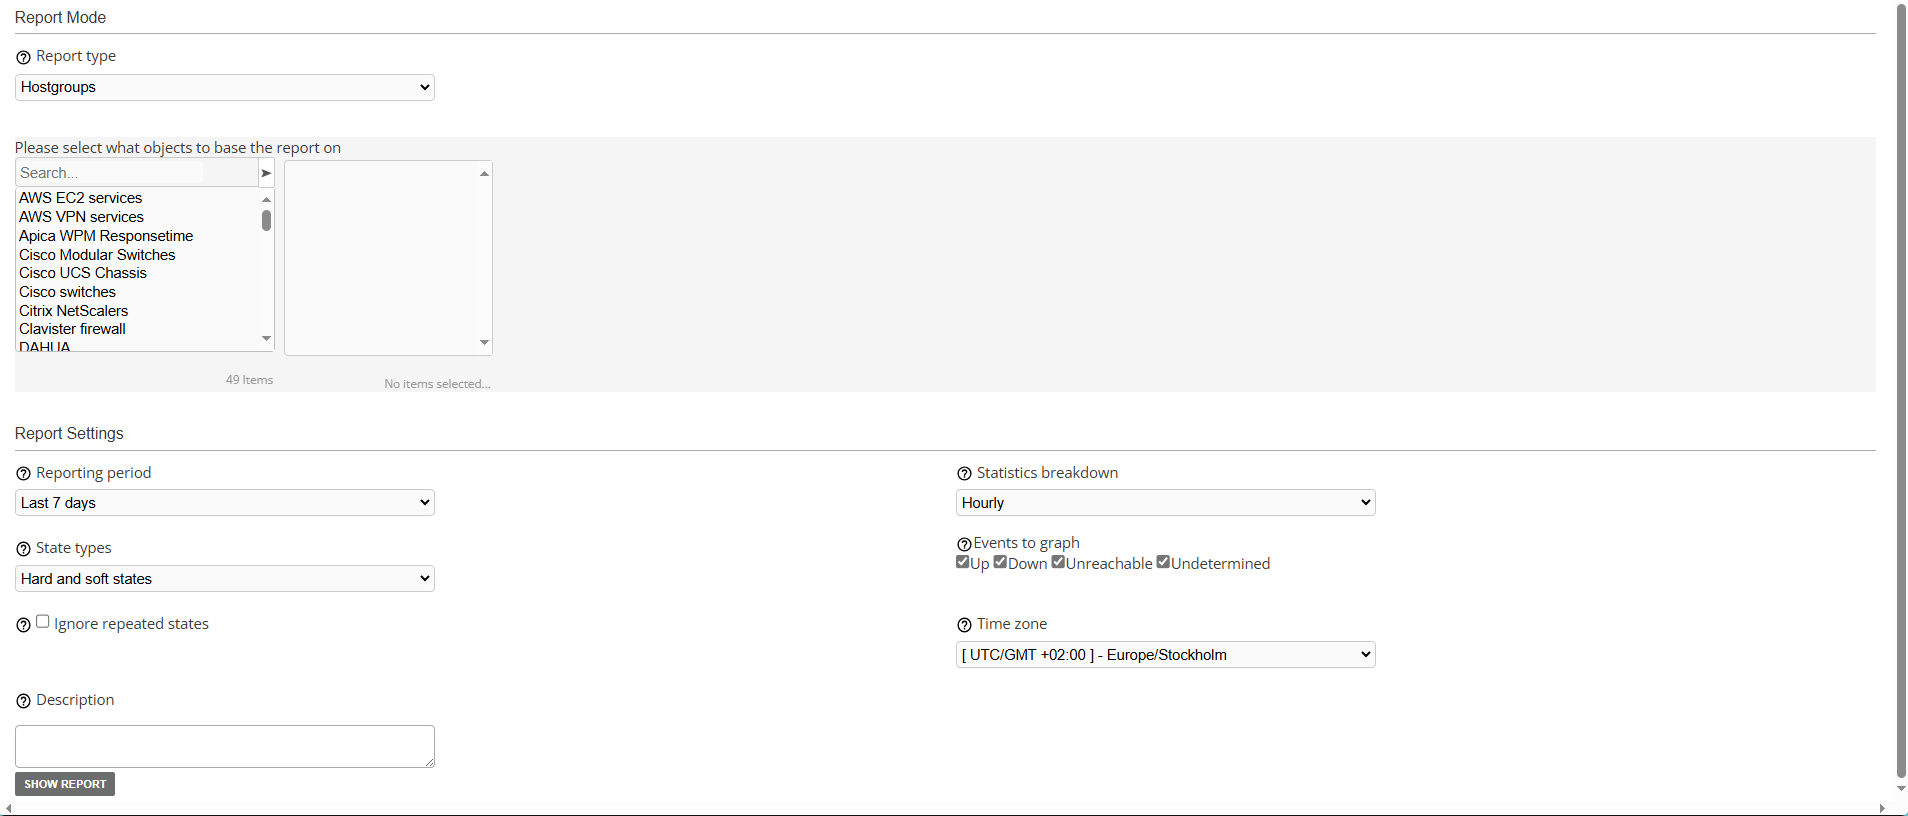 Report Mode
Report type
Hostgroups
Please select what objects to base the report on
Search...
AWS EC2 services
AWS VPN services
Apica WPM Responsetime
Cisco Modular Switches
Cisco UCS Chassis
Cisco switches
Citrix NetScalers
Clavister firewall
DAHUA
49 Items
No items selected...
Report Settings
Reporting period
Last 7 days
Statistics breakdown
Hourly
State types
Hard and soft states
Events to graph
Up Down Unreachable Undetermined
Ignore repeated states
Time zone
[ UTC/GMT +02:00 ] - Europe/Stockholm
Description
SHOW REPORT